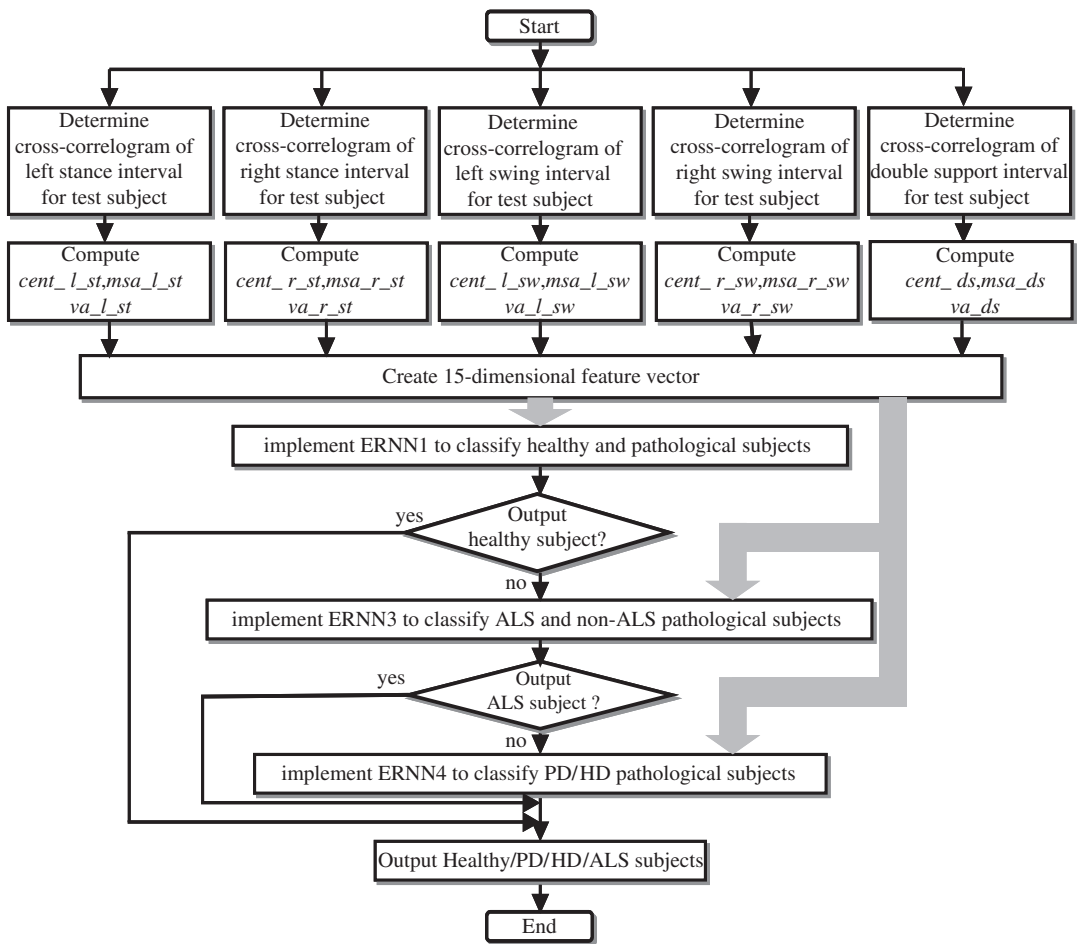 Start
Determine
cross-correlogram of
left stance interval
for test subject
Determine
cross-correlogram of
right stance interval
for test subject
Determine
cross-correlogram of
left swing interval
for test subject
Determine
cross-correlogram of
right swing interval
for test subject
Determine
cross-correlogram of
double support interval
for test subject
Compute
cent_ l_st,msa_l_st
va_l_st
Compute
cent_ r_st,msa_r_st
va_r_st
Compute
cent_ l_sw,msa_l_sw
va_l_sw
Compute
cent_ r_sw,msa_r_sw
va_r_sw
Compute
cent_ ds,msa_ds
va_ds
Create 15-dimensional feature vector
implement ERNN1 to classify healthy and pathological subjects
yes
Output
healthy subject?
no
implement ERNN3 to classify ALS and non-ALS pathological subjects
yes
Output
ALS subject ?
no
implement ERNN4 to classify PD/HD pathological subjects
Output Healthy/PD/HD/ALS subjects
End